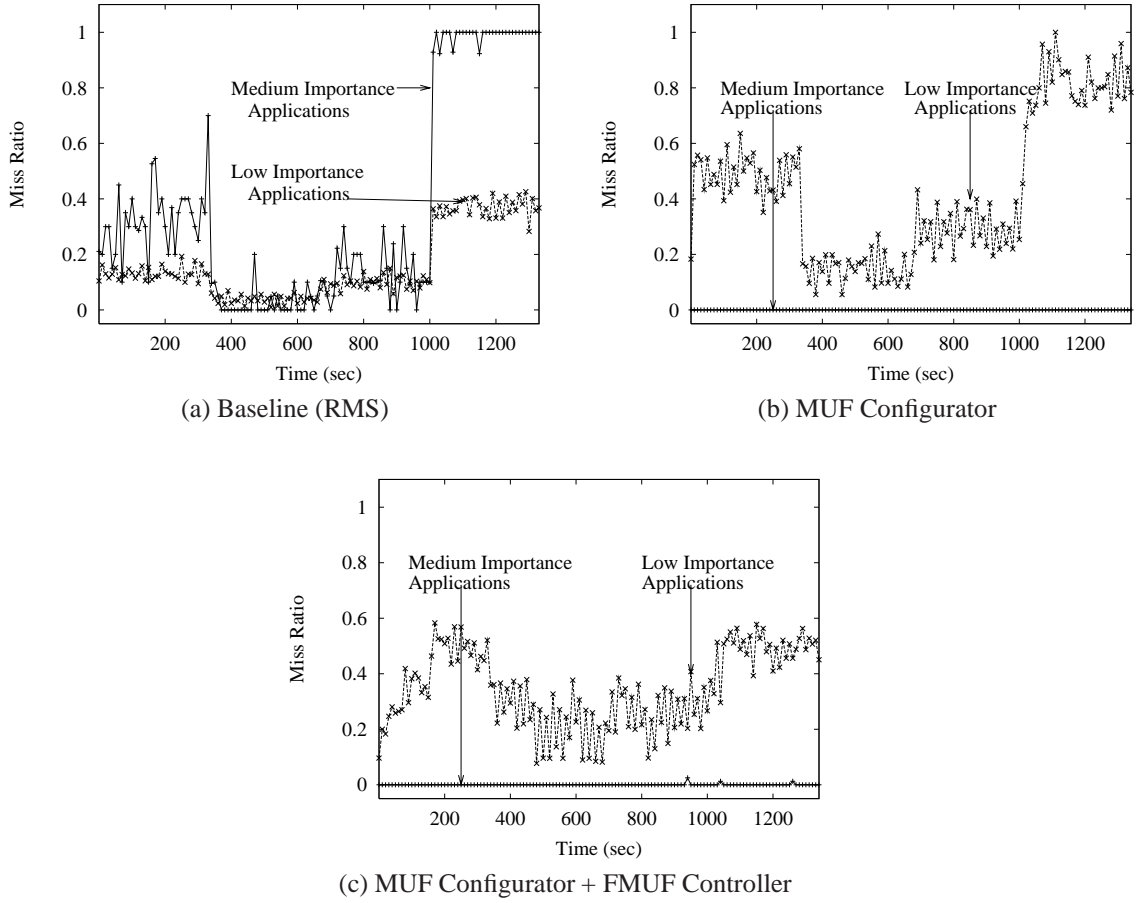 1
0.8
0.6
0.4
0.2
0
Miss Ratio
Medium Importance
Applications
Low Importance
Applications
200
400
600
800
1000
1200
Time (sec)
(a) Baseline (RMS)
1
0.8
0.6
0.4
0.2
0
Miss Ratio
Medium Importance
Applications
Low Importance
Applications
200
400
600
800
1000
1200
Time (sec)
(b) MUF Configurator
1
0.8
0.6
0.4
0.2
0
Miss Ratio
Medium Importance
Applications
Low Importance
Applications
200
400
600
800
1000
1200
Time (sec)
(c) MUF Configurator + FMUF Controller